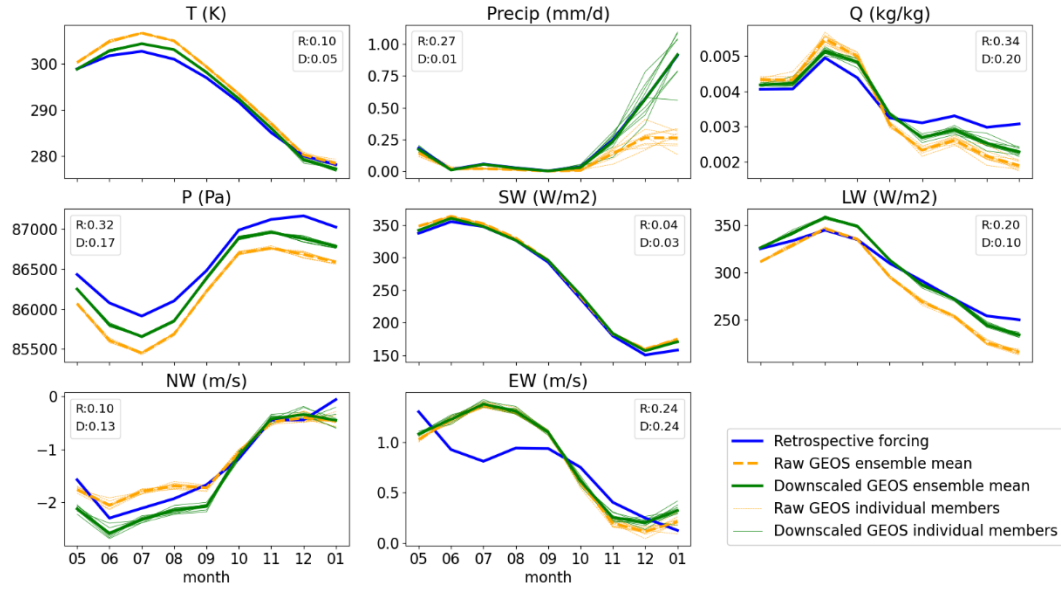 T (K)
300
290
280
R:0.10
D:0.05
Precip (mm/d)
1.00
0.75
0.50
0.25
0.00
R:0.27
D:0.01
Q (kg/kg)
0.005
0.004
0.003
0.002
R:0.34
D:0.20
P (Pa)
87000
86500
86000
85500
R:0.32
D:0.17
SW (W/m2)
350
300
250
200
150
R:0.04
D:0.03
LW (W/m2)
350
300
250
R:0.20
D:0.10
NW (m/s)
0
−1
−2
R:0.10
D:0.13
05 06 07 08 09 10 11 12 01
month
EW (m/s)
1.0
0.5
0.0
R:0.24
D:0.24
05 06 07 08 09 10 11 12 01
month
Retrospective forcing
Raw GEOS ensemble mean
Downscaled GEOS ensemble mean
Raw GEOS individual members
Downscaled GEOS individual members